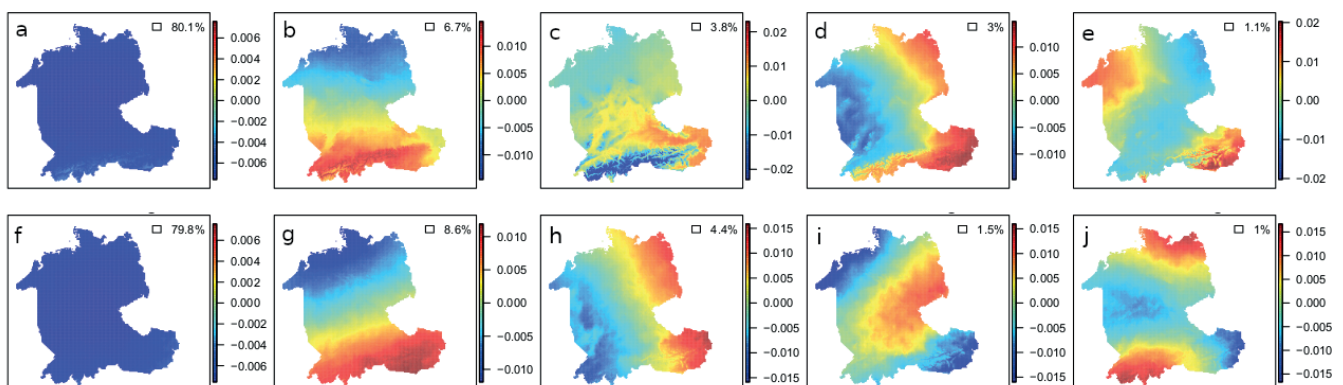 a 80.1% 0.006 0.004 0.002 0.000 −0.002 −0.004 −0.006
b 6.7% 0.010 0.005 0.000 −0.005 −0.010
c 3.8% 0.02 0.01 0.00 −0.01 −0.02
d 3% 0.010 0.005 0.000 −0.005 −0.010
e 1.1% 0.02 0.01 0.00 −0.01 −0.02
f 79.8% 0.006 0.004 0.002 0.000 −0.002 −0.004 −0.006
g 8.6% 0.010 0.005 0.000 −0.005 −0.010
h 4.4% 0.015 0.010 0.005 0.000 −0.005 −0.010 −0.015
i 1.5% 0.015 0.010 0.005 0.000 −0.005 −0.010 −0.015
j 1% 0.015 0.010 0.005 0.000 −0.005 −0.010 −0.015